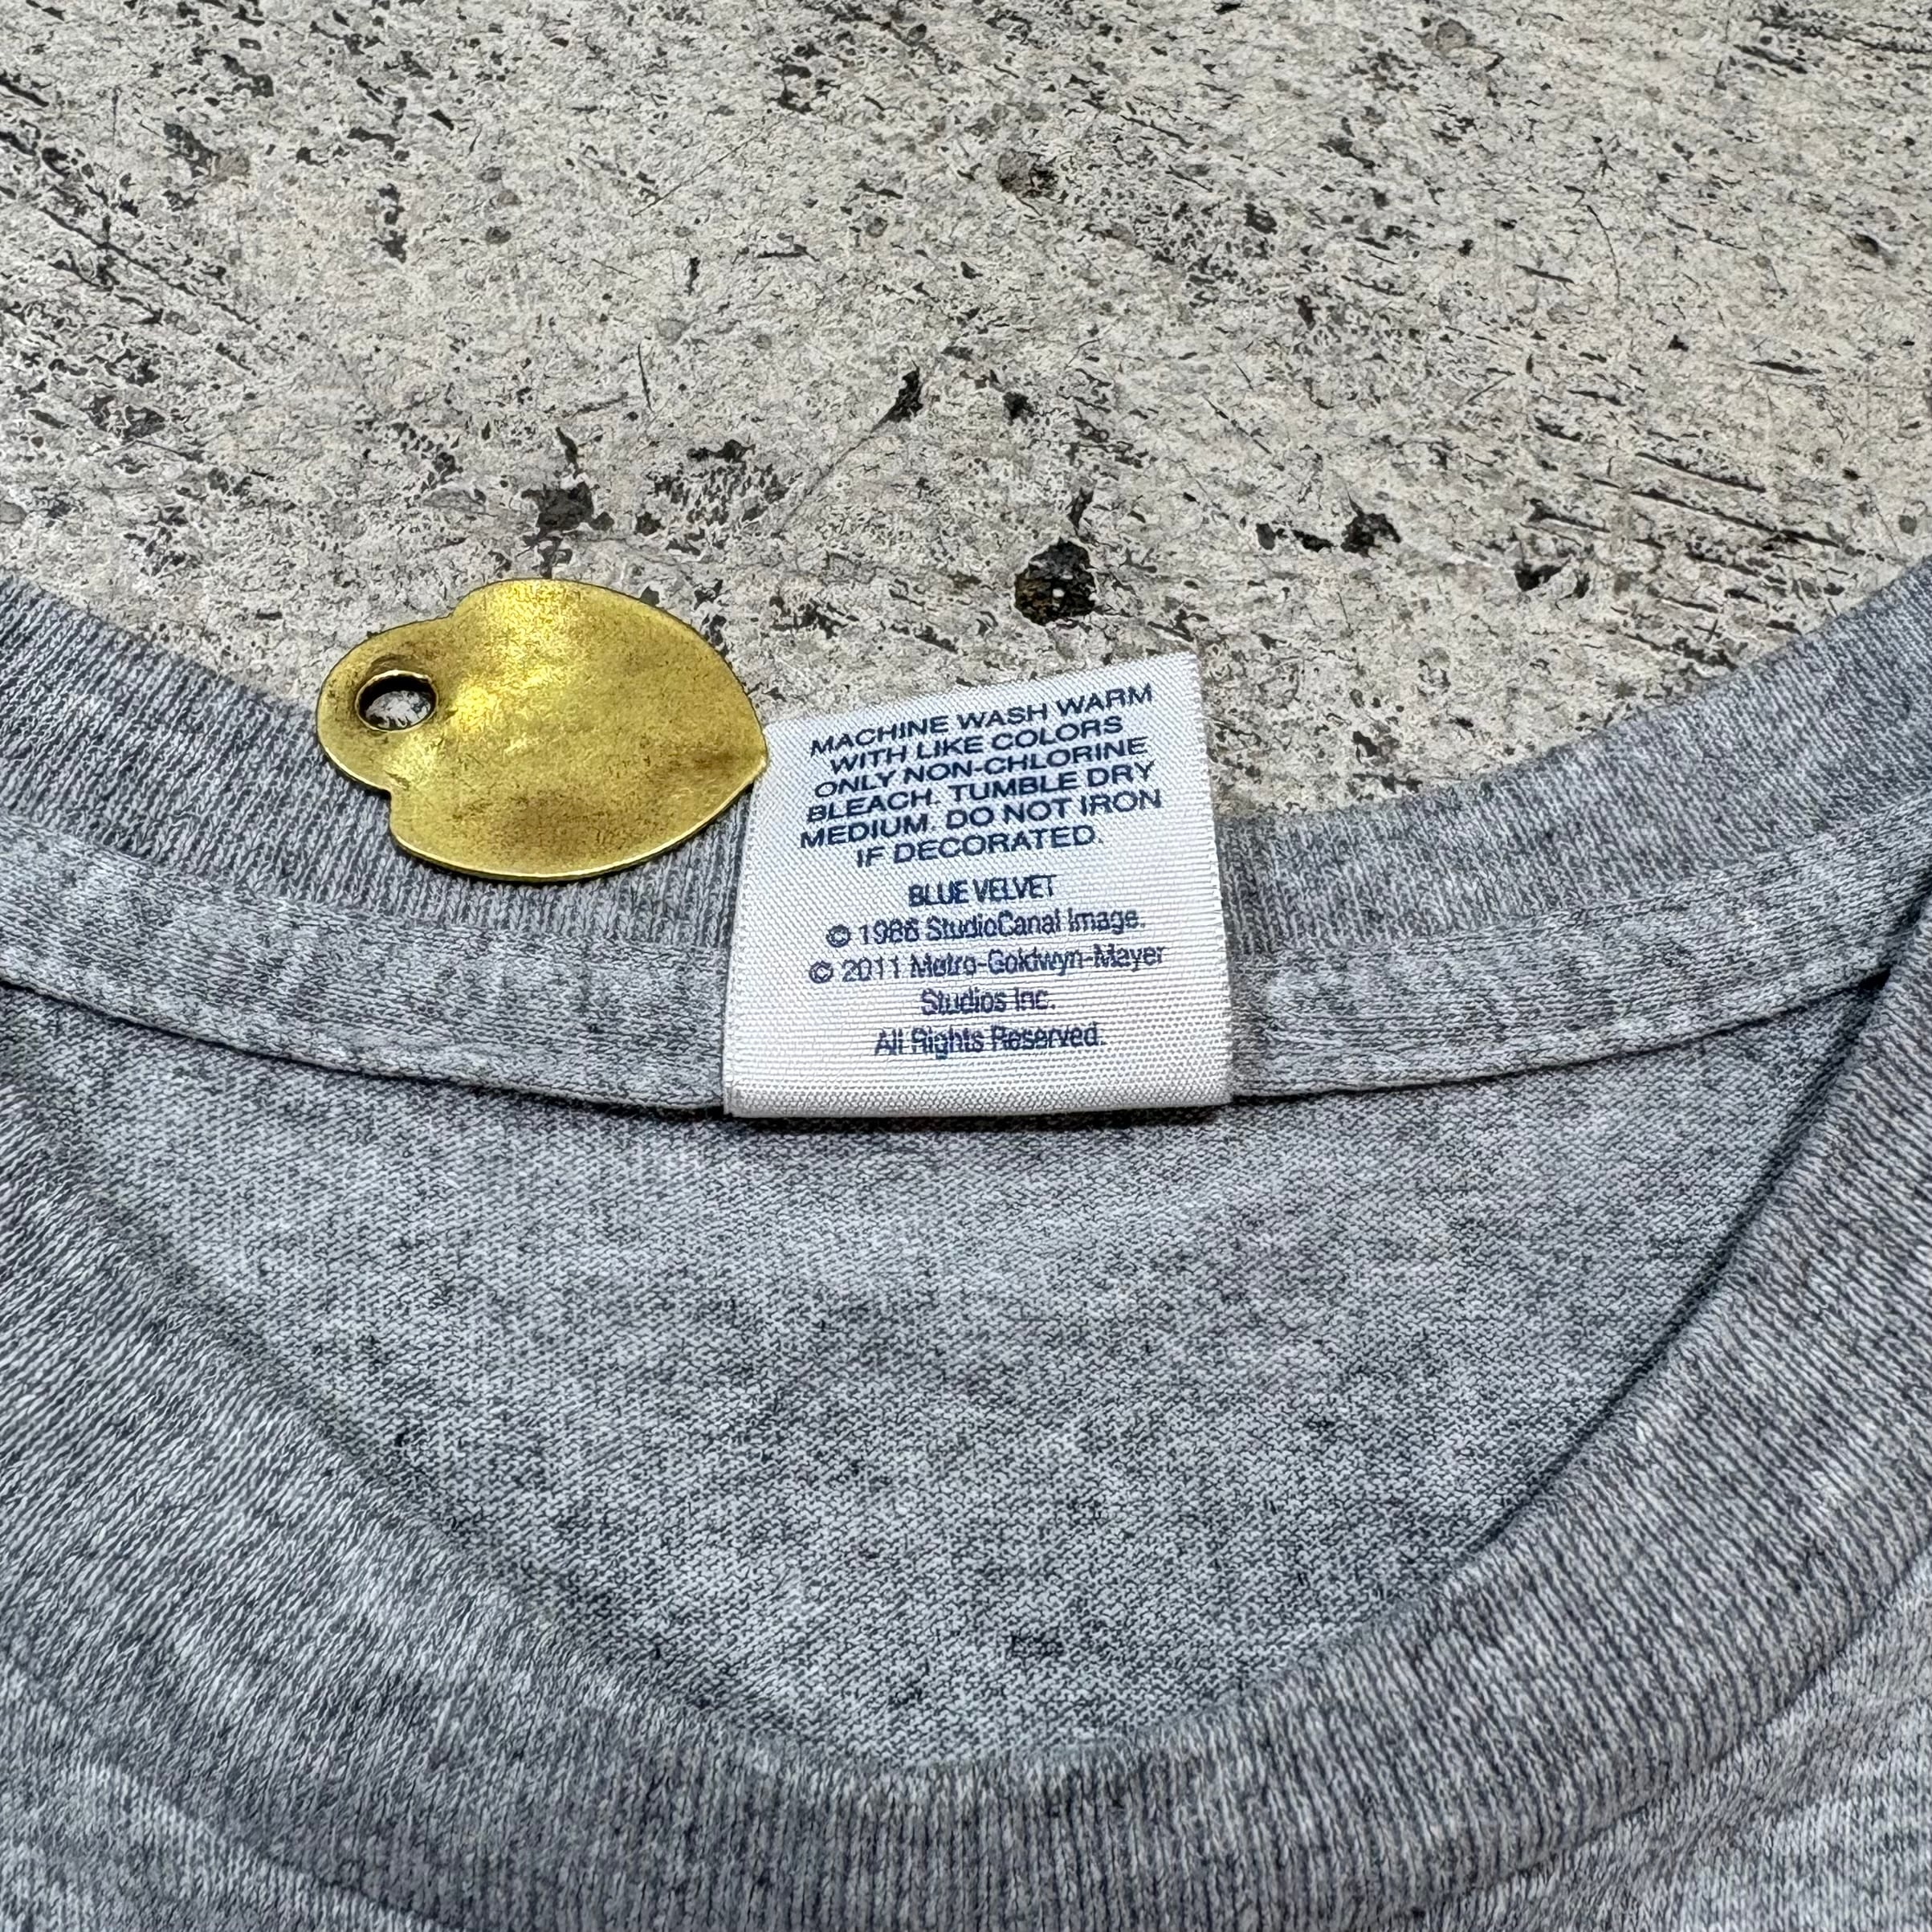 MACHINE WASH WARM
WITH LIKE COLORS
ONLY NON-CHLORINE
BLEACH. TUMBLE DRY
MEDIUM. DO NOT IRON
IF DECORATED.
BLUE VELVET
© 1986 StudioCanal Image.
© 2011 Metro-Goldwyn-Mayer
Studios Inc.
All Rights Reserved.